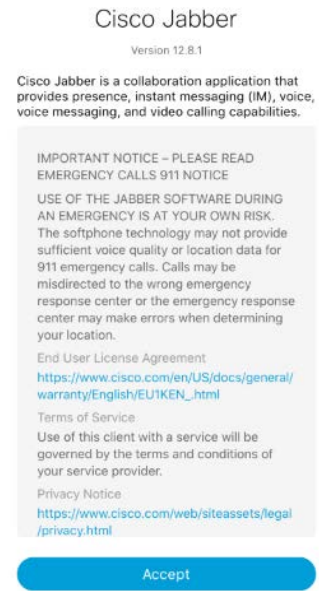 Cisco Jabber
Version 12.8.1
Cisco Jabber is a collaboration application that
provides presence, instant messaging (IM), voice,
voice messaging, and video calling capabilities.
IMPORTANT NOTICE – PLEASE READ
EMERGENCY CALLS 911 NOTICE
USE OF THE JABBER SOFTWARE DURING
AN EMERGENCY IS AT YOUR OWN RISK.
The softphone technology may not provide
sufficient voice quality or location data for
911 emergency calls. Calls may be
misdirected to the wrong emergency
response center or the emergency response
center may make errors when determining
your location.
End User License Agreement
https://www.cisco.com/en/US/docs/general/
warranty/English/EU1KEN_.html
Terms of Service
Use of this client with a service will be
governed by the terms and conditions of
your service provider.
Privacy Notice
https://www.cisco.com/web/siteassets/legal
/privacy.html
Accept